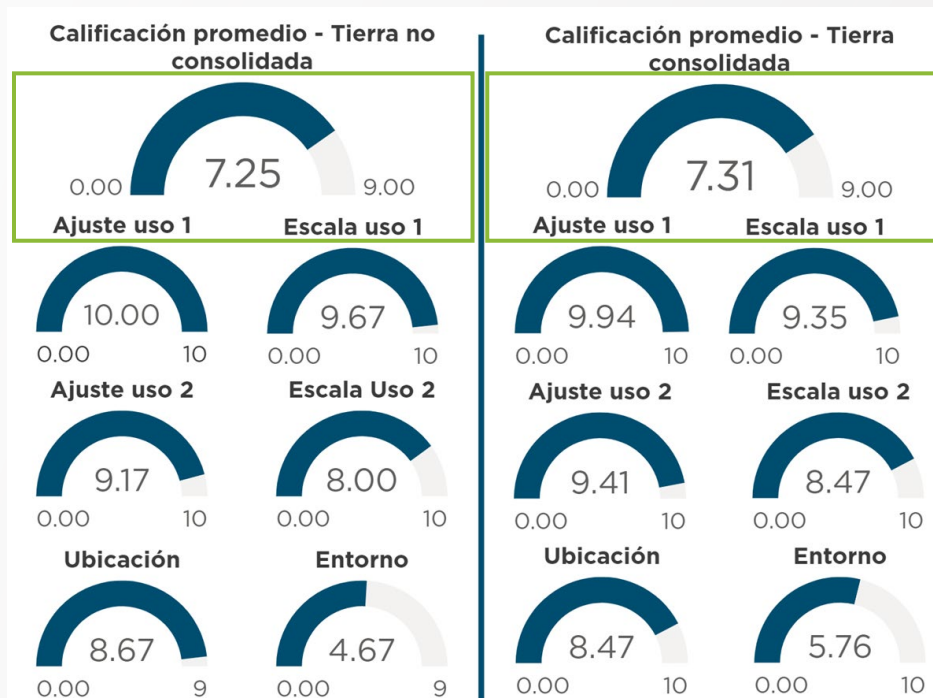 Calificación promedio - Tierra no
consolidada
7.25
0.00
9.00
Ajuste uso 1
Escala uso 1
10.00
9.67
0.00
10
0.00
10
Ajuste uso 2
Escala Uso 2
9.17
8.00
0.00
10
0.00
10
Ubicación
Entorno
8.67
4.67
0.00
9
0.00
9
Calificación promedio - Tierra
consolidada
7.31
0.00
9.00
Ajuste uso 1
Escala uso 1
9.94
9.35
0.00
10
0.00
10
Ajuste uso 2
Escala uso 2
9.41
8.47
0.00
10
0.00
10
Ubicación
Entorno
8.47
5.76
0.00
10
0.00
10